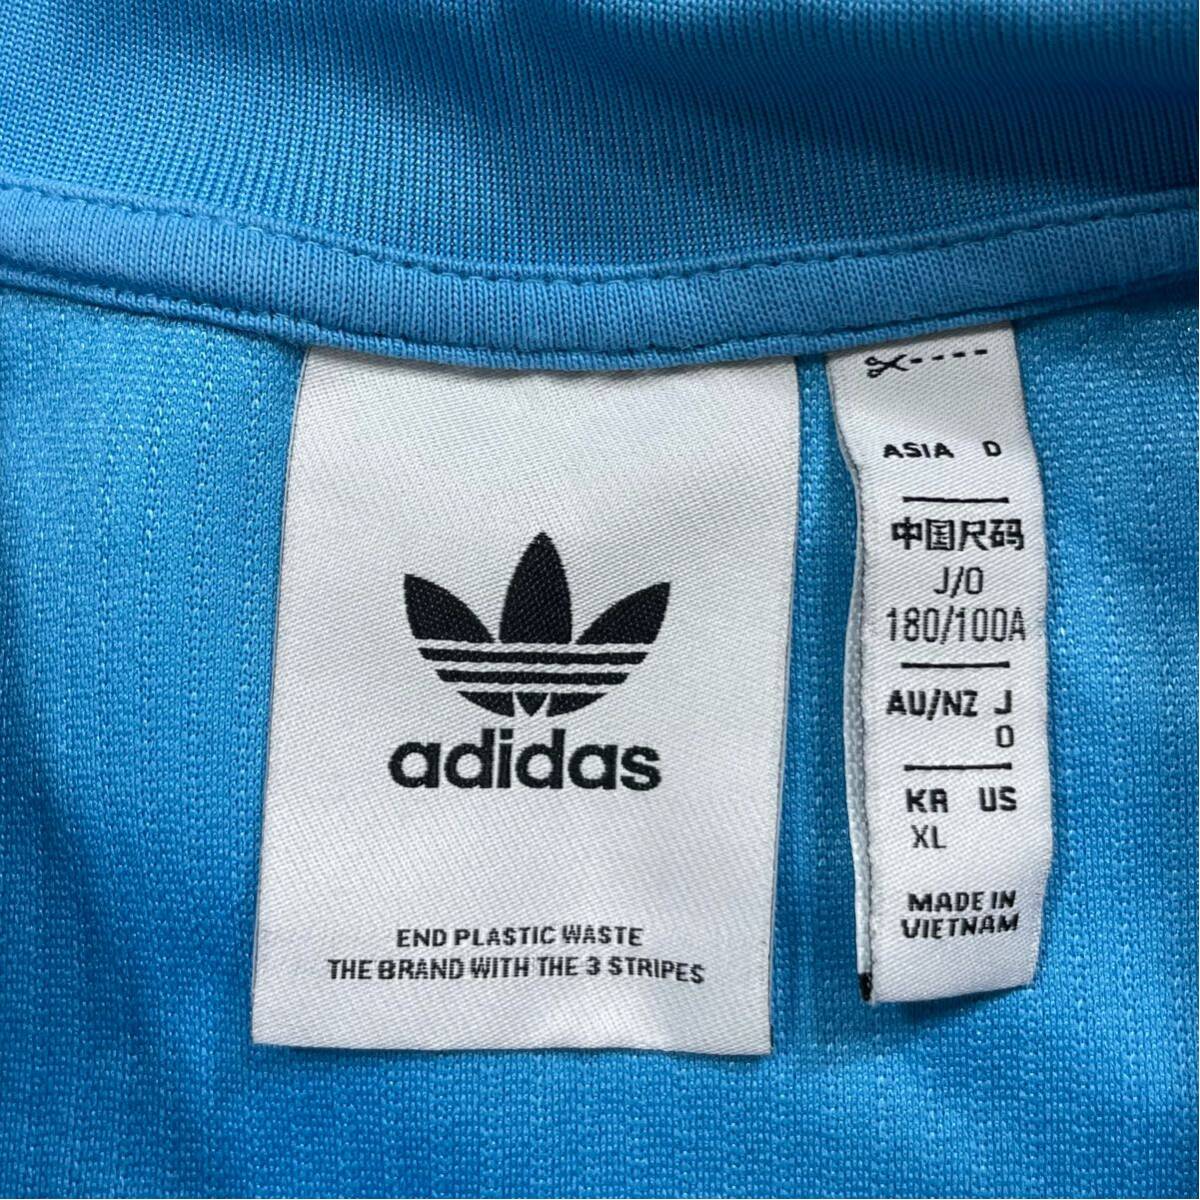 adidas
END PLASTIC WASTE
THE BRAND WITH THE 3 STRIPES
ASIA D
中国尺码
J/O
180/100A
AU/NZ J
O
KR US
XL
MADE IN
VIETNAM